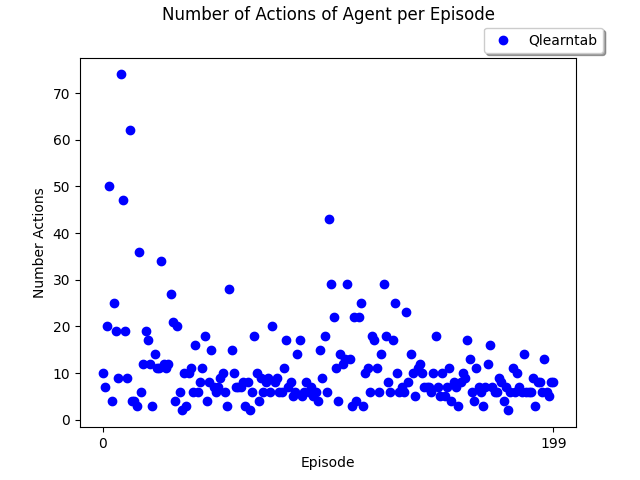 Number of Actions of Agent per Episode
Qlearntab
70
60
50
40
30
20
10
0
Number Actions
0 199
Episode